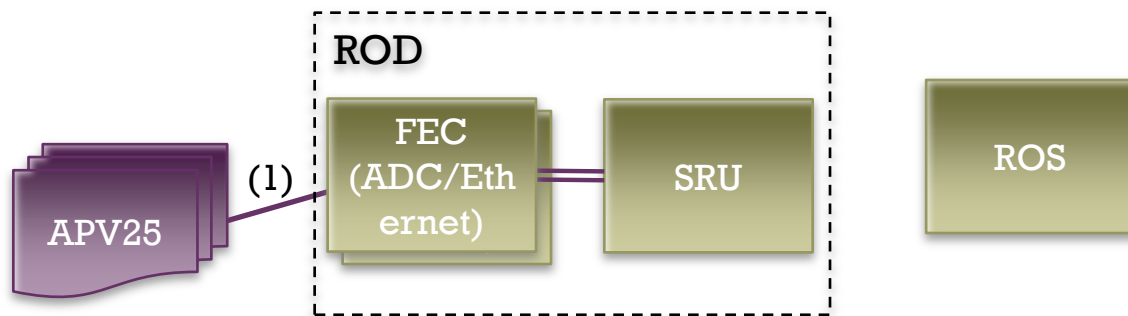 ROD
FEC
(ADC/Eth
ernet)
SRU
ROS
(1)
APV25